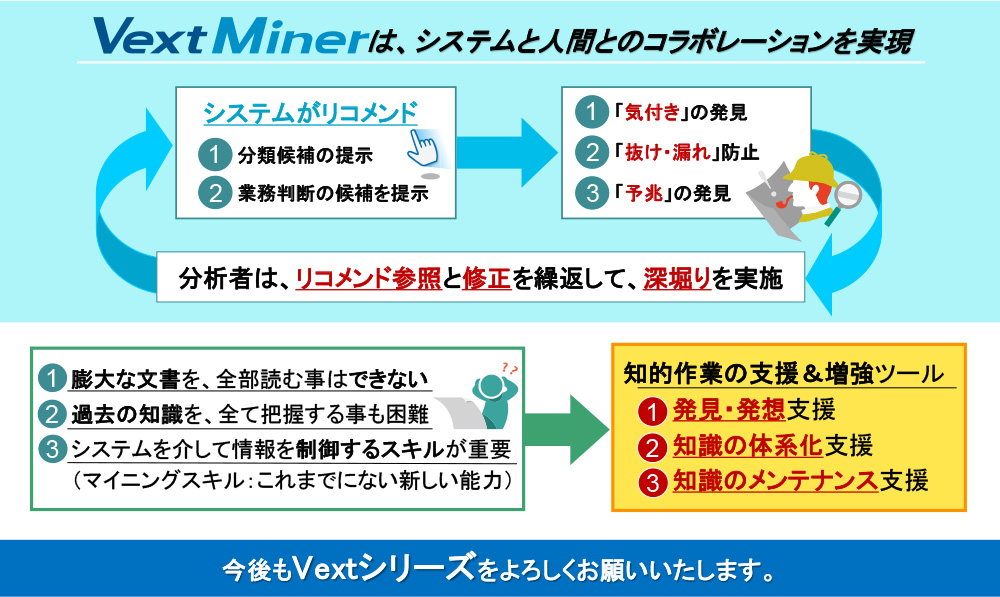 VextMinerは、システムと人間とのコラボレーションを実現
システムがリコメンド
1 分類候補の提示
2 業務判断の候補を提示
1 「気付き」の発見
2 「抜け・漏れ」防止
3 「予兆」の発見
分析者は、リコメンド参照と修正を繰返して、深堀りを実施
1 膨大な文書を、全部読む事はできない
2 過去の知識を、全て把握する事も困難
3 システムを介して情報を制御するスキルが重要
（マイニングスキル：これまでにない新しい能力）
??
知的作業の支援＆増強ツール
1 発見・発想支援
2 知識の体系化支援
3 知識のメンテナンス支援
今後もVextシリーズをよろしくお願いいたします。